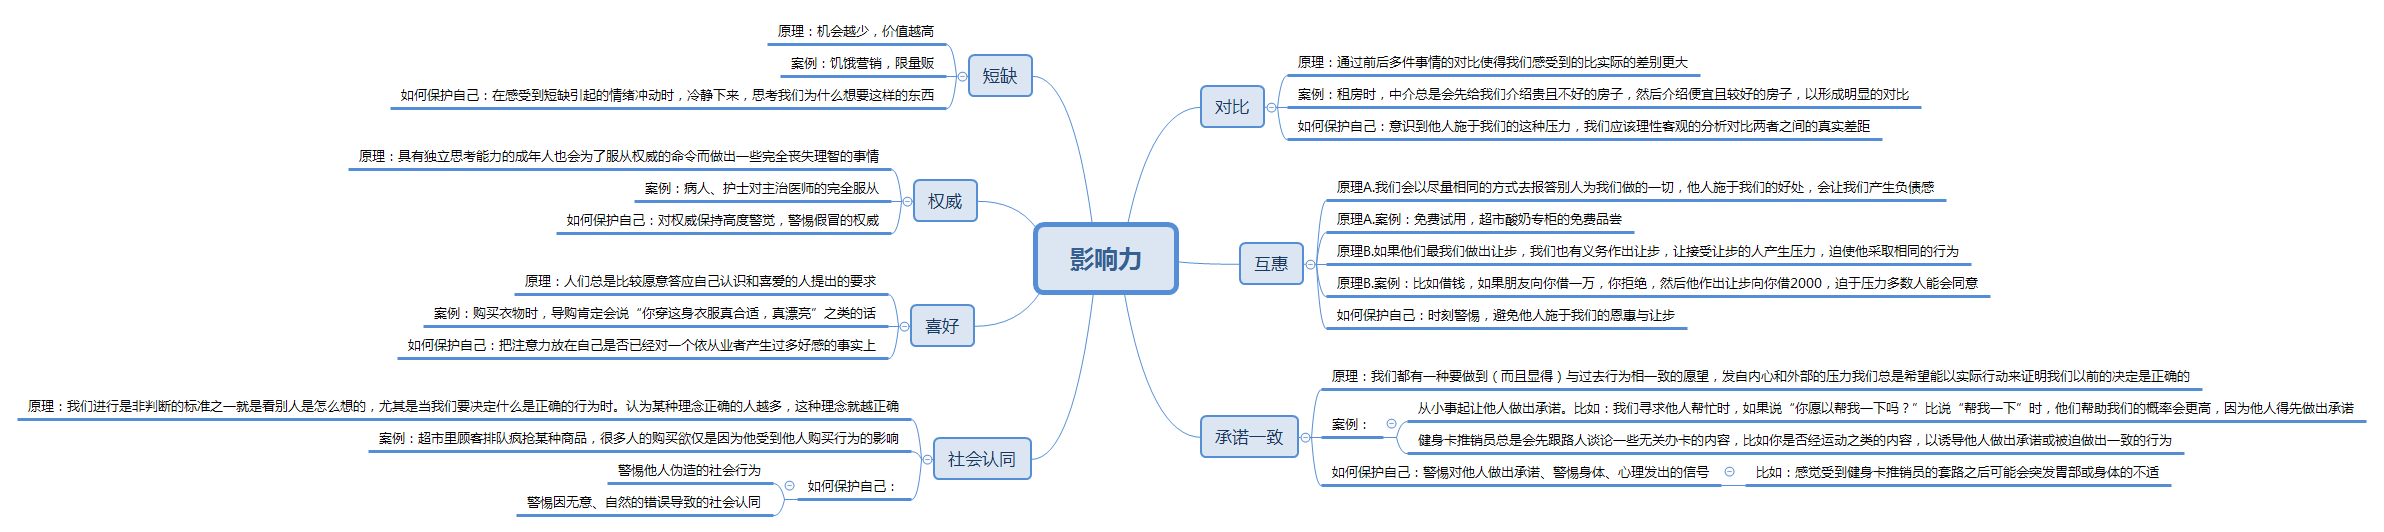 影响力
对比
原理：通过前后多件事情的对比使得我们感受到的比实际的差别更大
案例：租房时，中介总是会先给我们介绍贵且不好的房子，然后介绍便宜且较好的房子，以形成明显的对比
如何保护自己：意识到他人施于我们的这种压力，我们应该理性客观的分析对比两者之间的真实差距
互惠
原理A.我们会以尽量相同的方式去报答别人为我们做的一切，他人施于我们的好处，会让我们产生负债感
原理A.案例：免费试用，超市酸奶专柜的免费品尝
原理B.如果他们最我们做出让步，我们也有义务作出让步，让接受让步的人产生压力，迫使他采取相同的行为
原理B.案例：比如借钱，如果朋友向你借一万，你拒绝，然后他作出让步向你借2000，迫于压力多数人能会同意
如何保护自己：时刻警惕，避免他人施于我们的恩惠与让步
承诺一致
原理：我们都有一种要做到（而且显得）与过去行为相一致的愿望，发自内心和外部的压力我们总是希望能以实际行动来证明我们以前的决定是正确的
案例：
从小事起让他人做出承诺。比如：我们寻求他人帮忙时，如果说“你愿以帮我一下吗？”比说“帮我一下”时，他们帮助我们的概率会更高，因为他人得先做出承诺
健身卡推销员总是会先跟路人谈论一些无关办卡的内容，比如你是否经运动之类的内容，以诱导他人做出承诺或被迫做出一致的行为
如何保护自己：警惕对他人做出承诺、警惕身体、心理发出的信号
比如：感觉受到健身卡推销员的套路之后可能会突发胃部或身体的不适
短缺
原理：机会越少，价值越高
案例：饥饿营销，限量贩
如何保护自己：在感受到短缺引起的情绪冲动时，冷静下来，思考我们为什么想要这样的东西
权威
原理：具有独立思考能力的成年人也会为了服从权威的命令而做出一些完全丧失理智的事情
案例：病人、护士对主治医师的完全服从
如何保护自己：对权威保持高度警觉，警惕假冒的权威
喜好
原理：人们总是比较愿意答应自己认识和喜爱的人提出的要求
案例：购买衣物时，导购肯定会说“你穿这身衣服真合适，真漂亮”之类的话
如何保护自己：把注意力放在自己是否已经对一个依从业者产生过多好感的事实上
社会认同
原理：我们进行是非判断的标准之一就是看别人是怎么想的，尤其是当我们要决定什么是正确的行为时。认为某种理念正确的人越多，这种理念就越正确
案例：超市里顾客排队疯抢某种商品，很多人的购买欲仅是因为他受到他人购买行为的影响
如何保护自己：
警惕他人伪造的社会行为
警惕因无意、自然的错误导致的社会认同